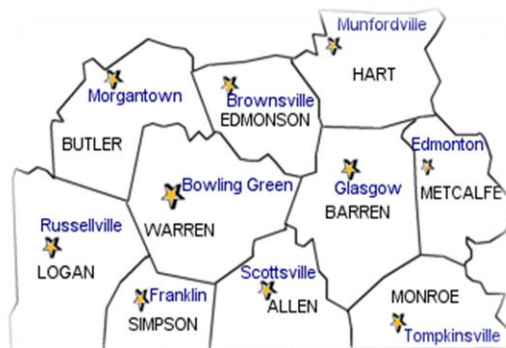 Munfordville
HART
Morgantown
Brownsville
EDMONSON
BUTLER
Edmonton
METCALFE
Bowling Green
WARREN
Glasgow
BARREN
Russellville
LOGAN
Scottsville
ALLEN
Franklin
SIMPSON
MONROE
Tompkinsville